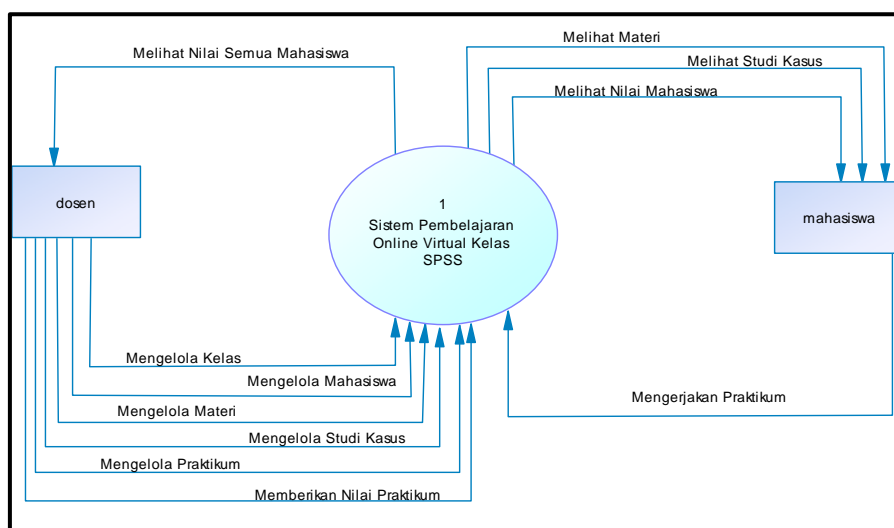 Melihat Nilai Semua Mahasiswa
Melihat Materi
Melihat Studi Kasus
Melihat Nilai Mahasiswa
dosen
1
Sistem Pembelajaran
Online Virtual Kelas
SPSS
mahasiswa
Mengelola Kelas
Mengelola Mahasiswa
Mengelola Materi
Mengelola Studi Kasus
Mengelola Praktikum
Memberikan Nilai Praktikum
Mengerjakan Praktikum